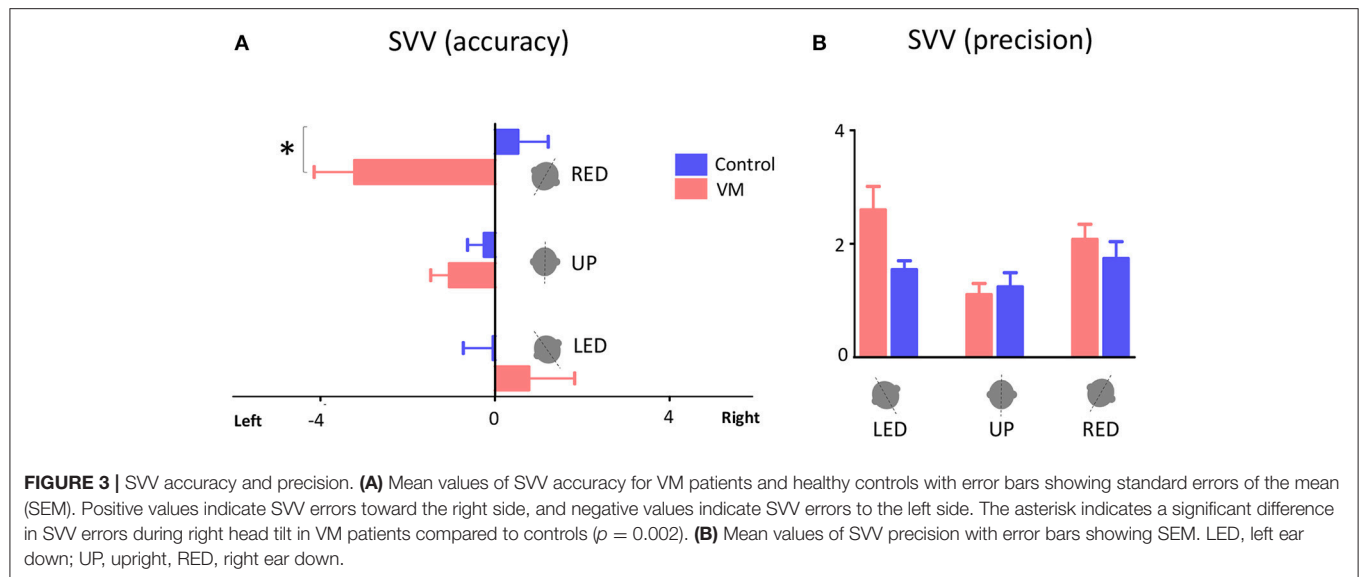 A SVV (accuracy)
B SVV (precision)
*
RED
UP
LED
Control
VM
Left -4 0 4 Right
4
2
0
LED UP RED
FIGURE 3 | SVV accuracy and precision. (A) Mean values of SVV accuracy for VM patients and healthy controls with error bars showing standard errors of the mean
(SEM). Positive values indicate SVV errors toward the right side, and negative values indicate SVV errors to the left side. The asterisk indicates a significant difference
in SVV errors during right head tilt in VM patients compared to controls (p = 0.002). (B) Mean values of SVV precision with error bars showing SEM. LED, left ear
down; UP, upright, RED, right ear down.